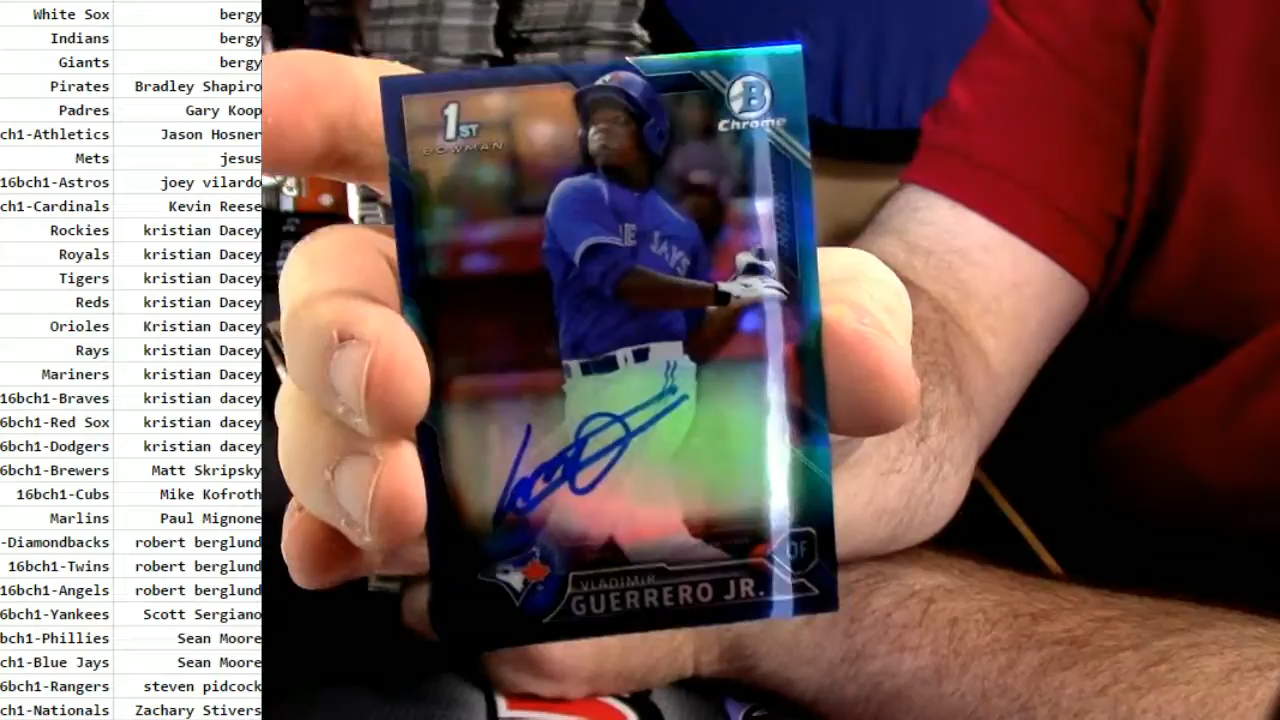 White Sox bergy
Indians bergy
Giants bergy
Pirates Bradley Shapiro
Padres Gary Koop
ch1-Athletics Jason Hosner
Mets jesus
16bch1-Astros joey vilardo
ch1-Cardinals Kevin Reese
Rockies kristian Dacey
Royals kristian Dacey
Tigers kristian Dacey
Reds kristian Dacey
Orioles Kristian Dacey
Rays kristian Dacey
Mariners kristian Dacey
16bch1-Braves kristian dacey
6bch1-Red Sox kristian dacey
6bch1-Dodgers kristian dacey
6bch1-Brewers Matt Skripsky
16bch1-Cubs Mike Kofroth
Marlins Paul Mignone
-Diamondbacks robert berglund
16bch1-Twins robert berglund
16bch1-Angels robert berglund
6bch1-Yankees Scott Sergiano
bch1-Phillies Sean Moore
ch1-Blue Jays Sean Moore
6bch1-Rangers steven pidcock
ch1-Nationals Zachary Stivers
1ST
BOWMAN
B
Chrome
JAYS
OF
VLADIMIR
GUERRERO JR.